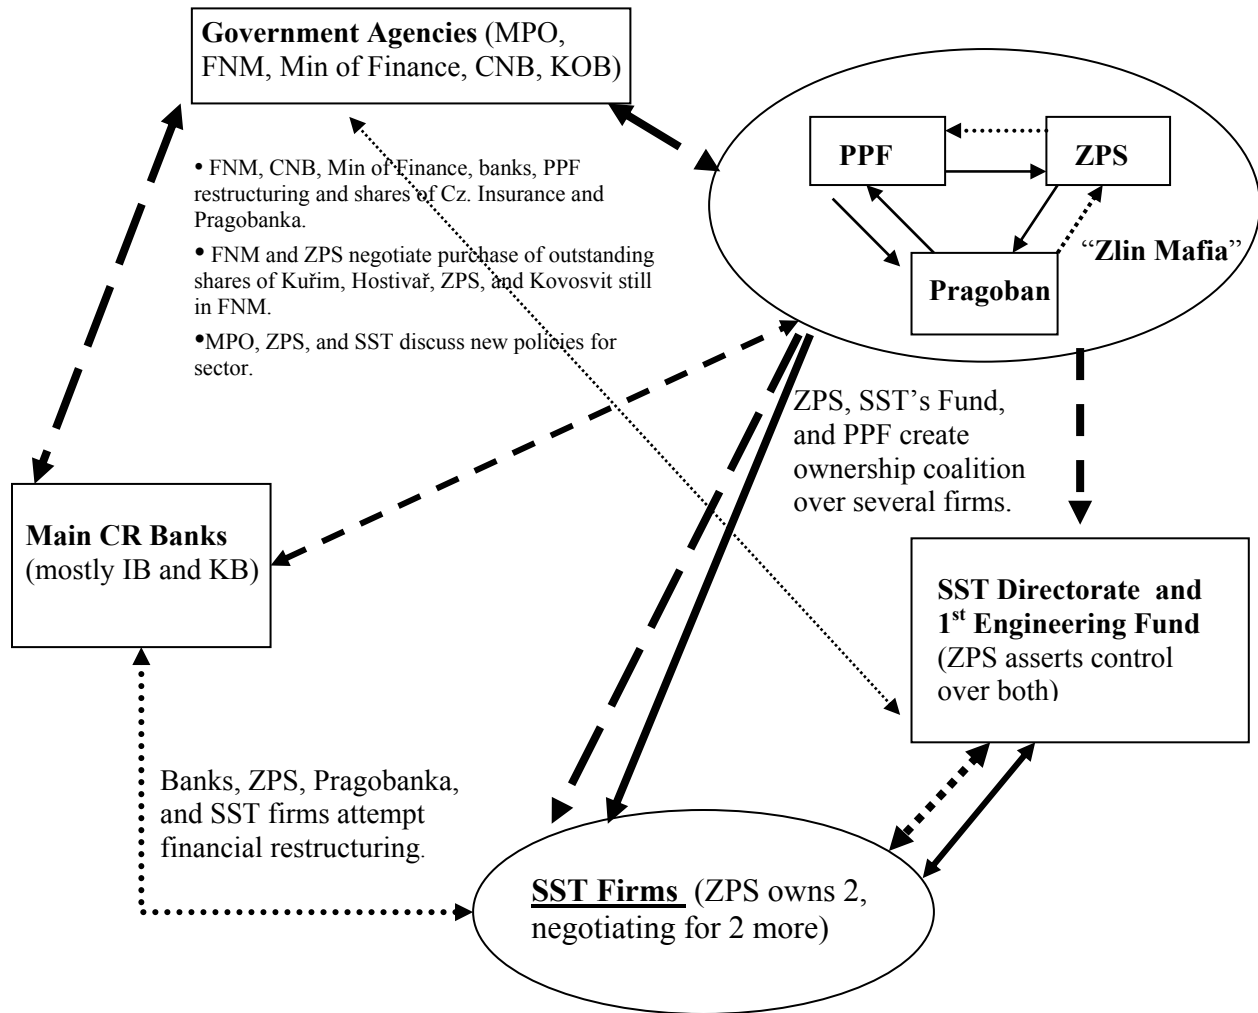 Government Agencies (MPO,
FNM, Min of Finance, CNB, KOB)
PPF
ZPS
"Zlin Mafia"
Pragoban
• FNM, CNB, Min of Finance, banks, PPF
restructuring and shares of Cz. Insurance and
Pragobanka.
• FNM and ZPS negotiate purchase of outstanding
shares of Kuřim, Hostivař, ZPS, and Kovosvit still
in FNM.
•MPO, ZPS, and SST discuss new policies for
sector.
ZPS, SST's Fund,
and PPF create
ownership coalition
over several firms.
Main CR Banks
(mostly IB and KB)
SST Directorate and
1st Engineering Fund
(ZPS asserts control
over both)
Banks, ZPS, Pragobanka,
and SST firms attempt
financial restructuring.
SST Firms (ZPS owns 2,
negotiating for 2 more)